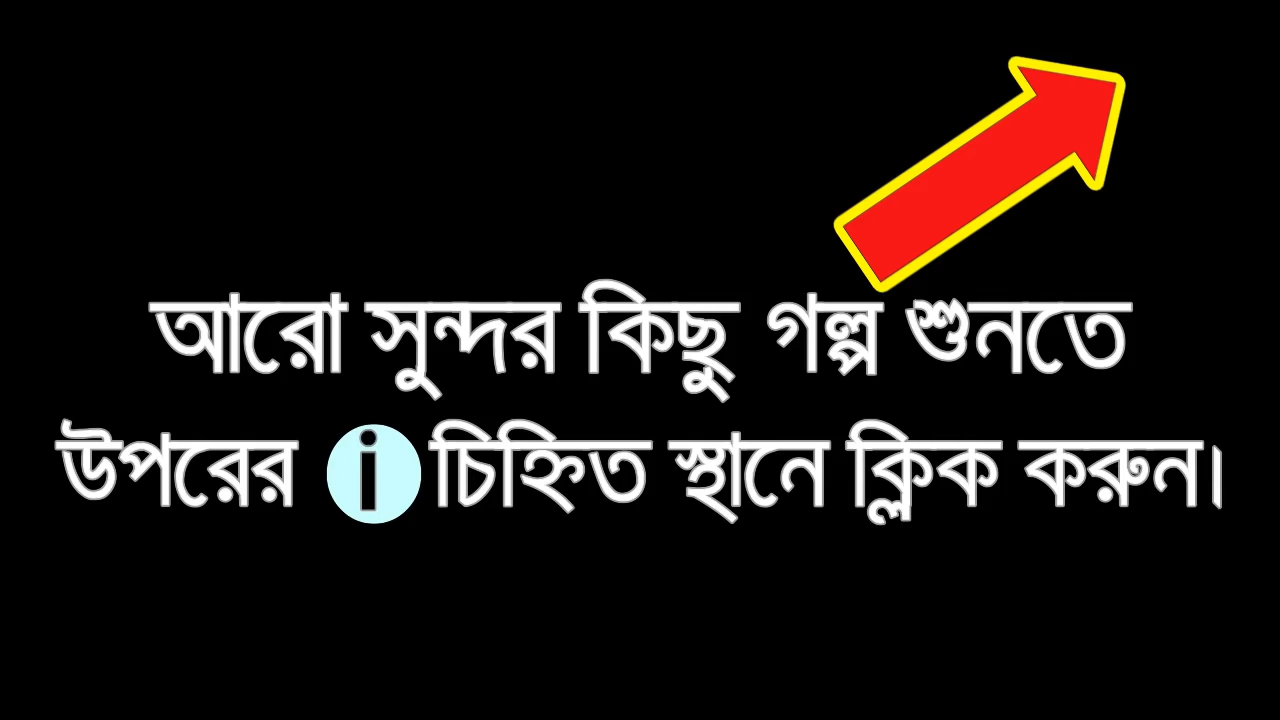 আরো সুন্দর কিছু গল্প শুনতে
উপরের i চিহ্নিত স্থানে ক্লিক করুন।